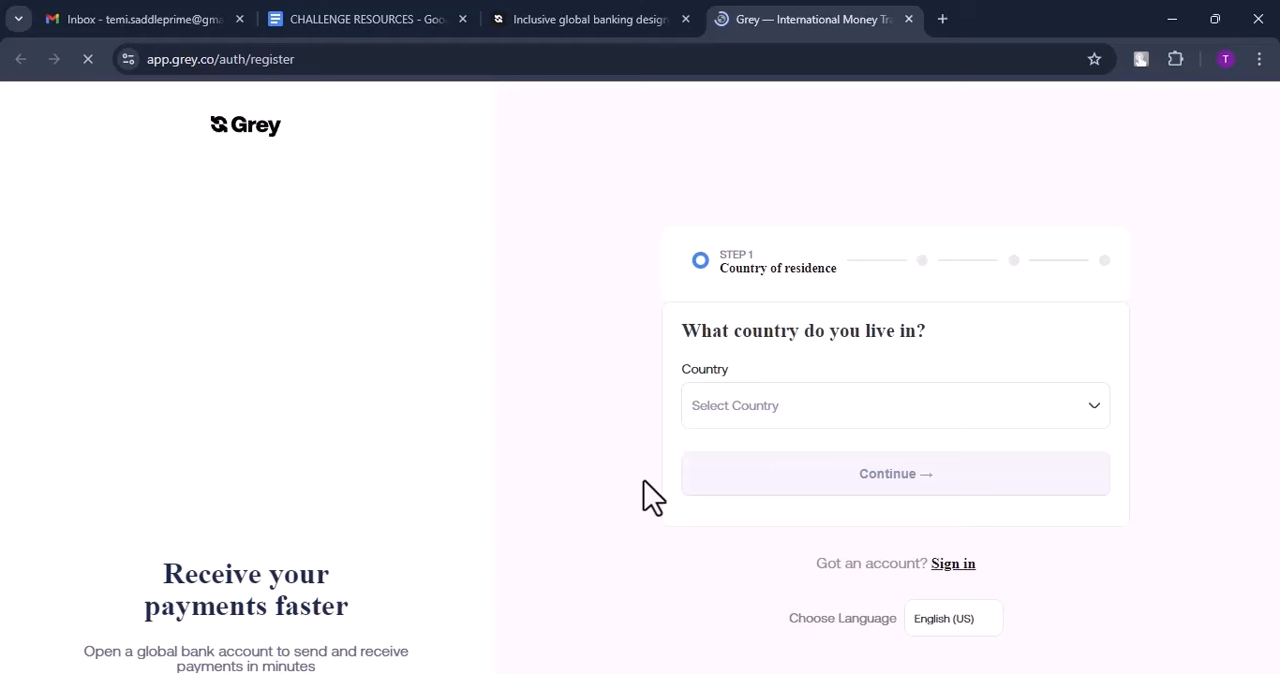 Inbox - temi.saddleprime@gma
CHALLENGE RESOURCES - Goo
Inclusive global banking design
Grey — International Money Tra
app.grey.co/auth/register
T
Grey
STEP 1
Country of residence
What country do you live in?
Country
Select Country
Continue →
Got an account? Sign in
Choose Language English (US)
Receive your
payments faster
Open a global bank account to send and receive
payments in minutes